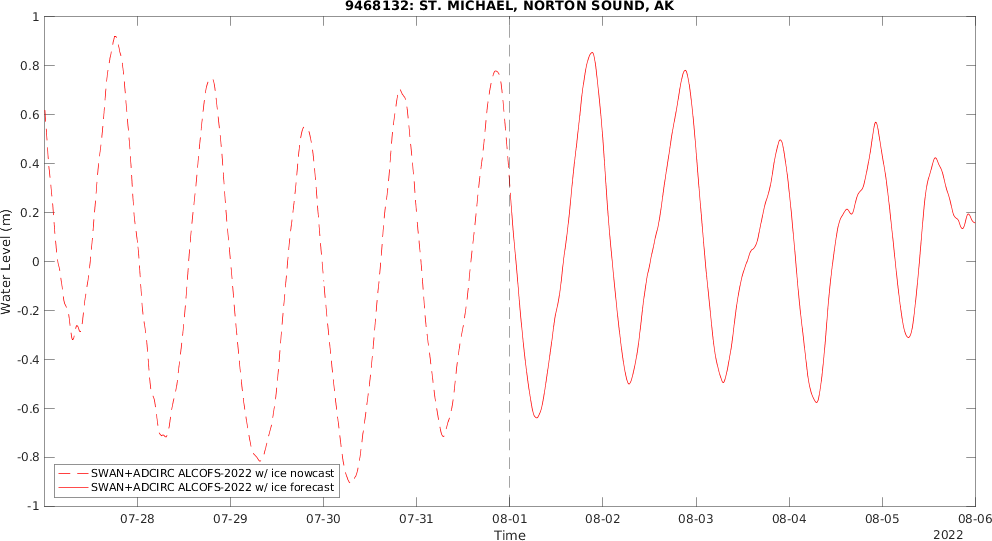 9468132: ST. MICHAEL, NORTON SOUND, AK
Water Level (m)
1
0.8
0.6
0.4
0.2
0
-0.2
-0.4
-0.6
-0.8
-1
SWAN+ADCIRC ALCOFS-2022 w/ ice nowcast
SWAN+ADCIRC ALCOFS-2022 w/ ice forecast
07-28 07-29 07-30 07-31 08-01 08-02 08-03 08-04 08-05 08-06
Time
2022